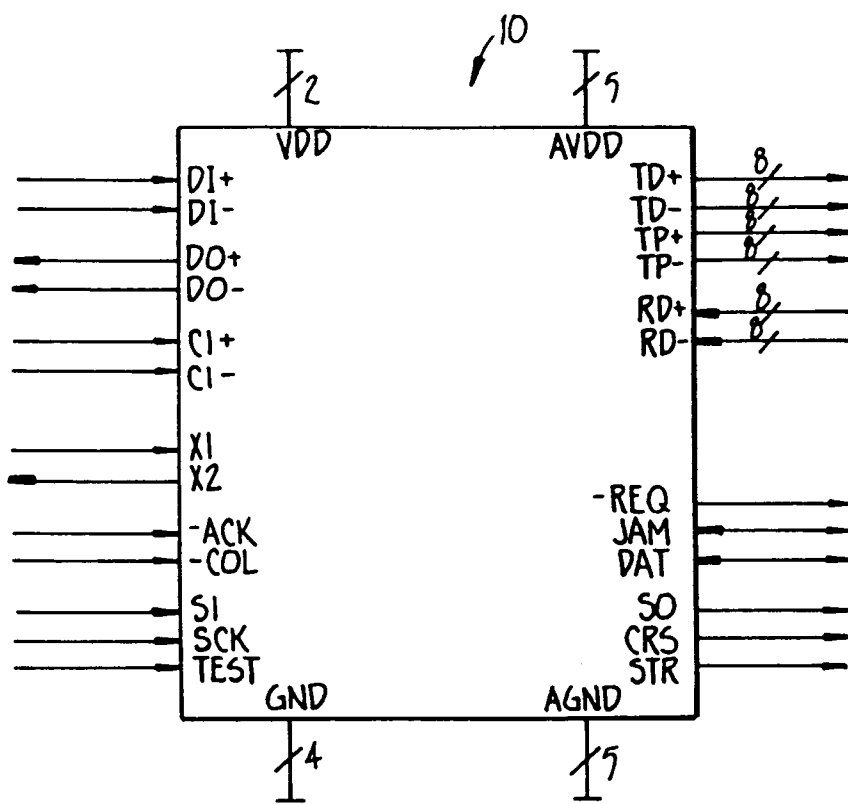 10
2
5
VDD
AVDD
DI+
DI-
DO+
DO-
CI+
CI-
X1
X2
-ACK
-COL
SI
SCK
TEST
TD+
8
TD-
8
TP+
8
TP-
8
RD+
8
RD-
8
-REQ
JAM
DAT
SO
CRS
STR
GND
AGND
4
5